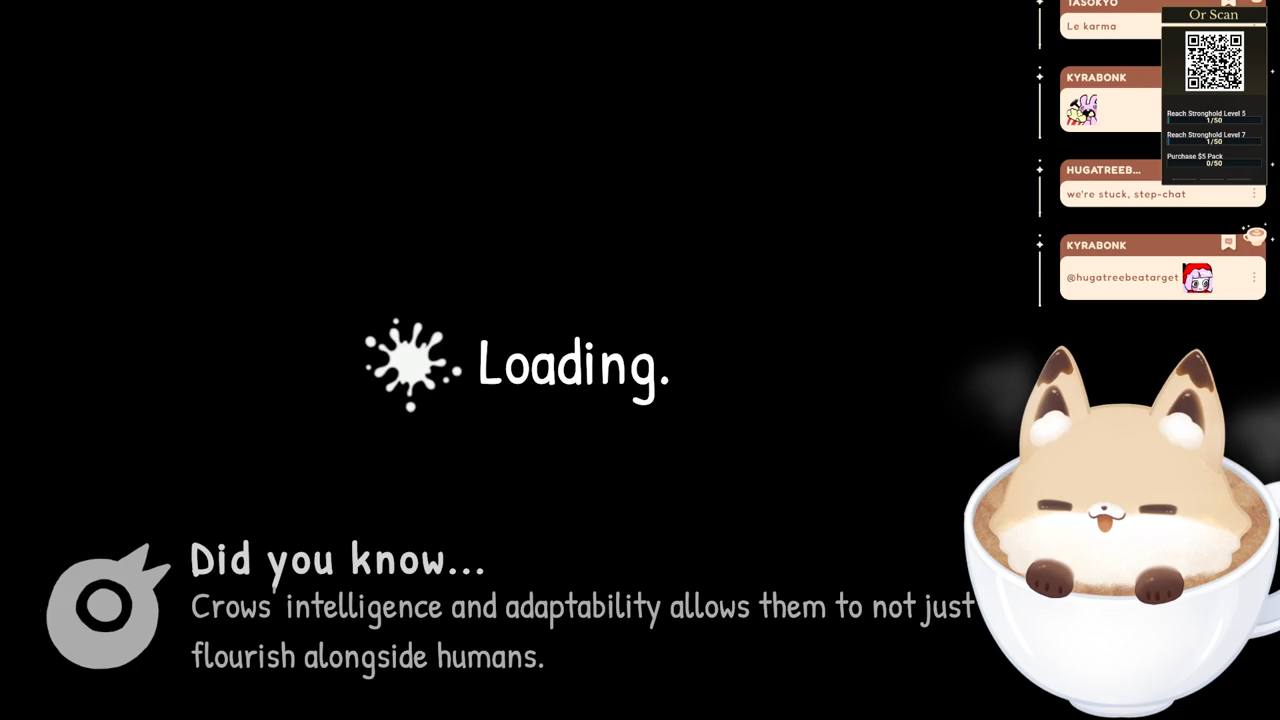 TASOKYO
Le karma
Or Scan
KYRABONK
Reach Stronghold Level 5
1/50
Reach Stronghold Level 7
1/50
Purchase $5 Pack
0/50
HUGATREEB...
we're stuck, step-chat
KYRABONK
@hugatreebeatarget
Loading.
Did you know...
Crows' intelligence and adaptability allows them to not just
flourish alongside humans.